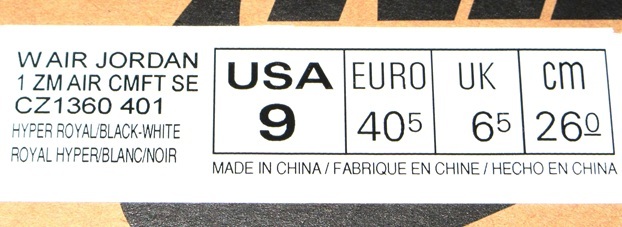 W AIR JORDAN
1 ZM AIR CMFT SE
CZ1360 401
HYPER ROYAL/BLACK-WHITE
ROYAL HYPER/BLANC/NOIR
USA EURO UK cm
9 40⁵ 6⁵ 26⁰
MADE IN CHINA / FABRIQUE EN CHINE / HECHO EN CHINA